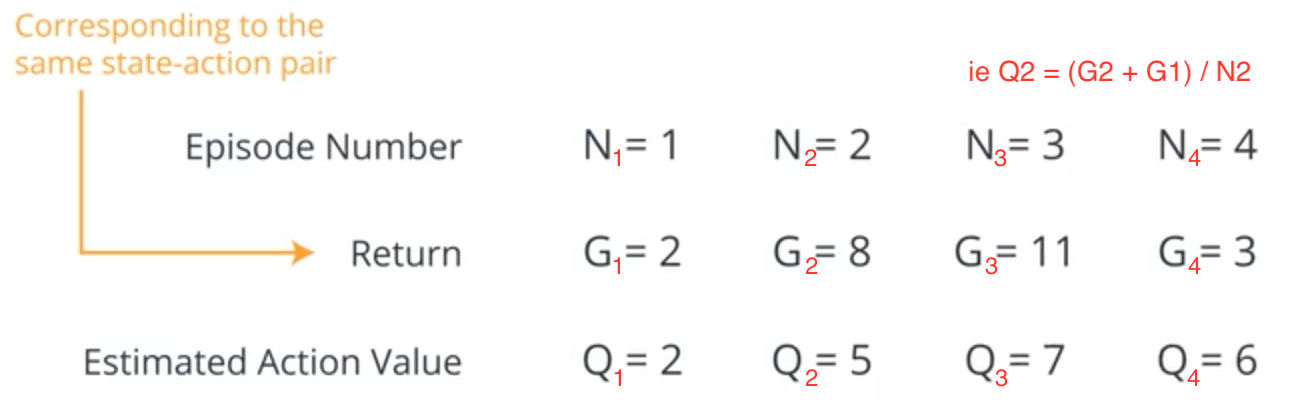 Corresponding to the
same state-action pair
ie Q2 = (G2 + G1) / N2
Episode Number N₁= 1 N₂= 2 N₃= 3 N₄= 4
Return G₁= 2 G₂= 8 G₃= 11 G₄= 3
Estimated Action Value Q₁= 2 Q₂= 5 Q₃= 7 Q₄= 6